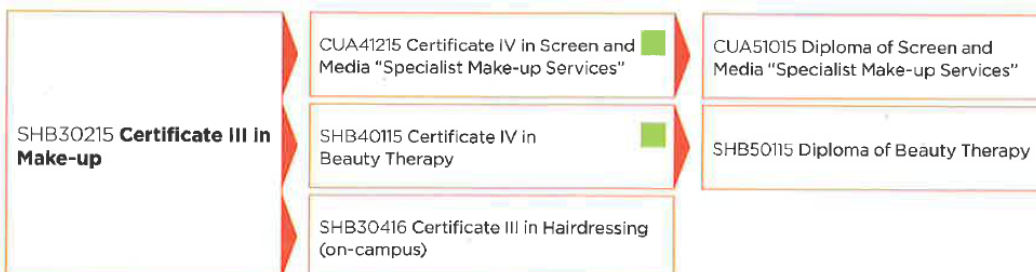 SHB30215 Certificate III in
Make-up
CUA41215 Certificate IV in Screen and
Media "Specialist Make-up Services"
CUA51015 Diploma of Screen and
Media "Specialist Make-up Services"
SHB40115 Certificate IV in
Beauty Therapy
SHB50115 Diploma of Beauty Therapy
SHB30416 Certificate III in Hairdressing
(on-campus)